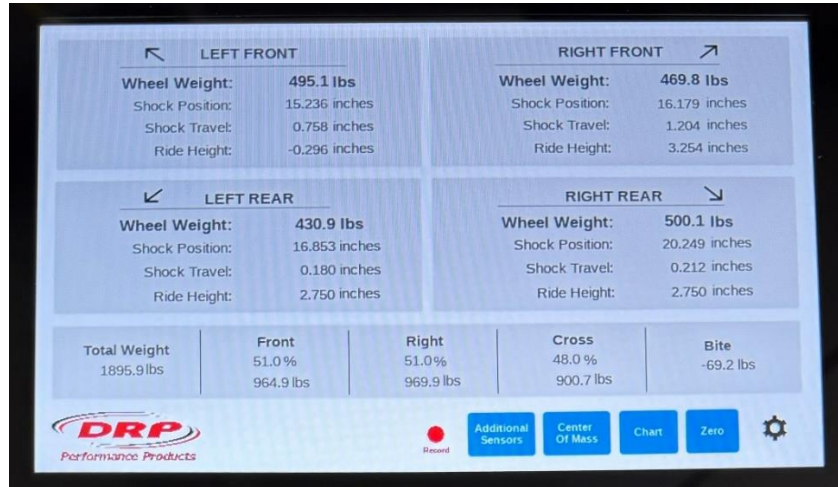 LEFT FRONT
Wheel Weight: 495.1 lbs
Shock Position: 15.236 inches
Shock Travel: 0.758 inches
Ride Height: -0.296 inches
RIGHT FRONT
Wheel Weight: 469.8 lbs
Shock Position: 16.179 inches
Shock Travel: 1.204 inches
Ride Height: 3.254 inches
LEFT REAR
Wheel Weight: 430.9 lbs
Shock Position: 16.853 inches
Shock Travel: 0.180 inches
Ride Height: 2.750 inches
RIGHT REAR
Wheel Weight: 500.1 lbs
Shock Position: 20.249 inches
Shock Travel: 0.212 inches
Ride Height: 2.750 inches
Total Weight
1895.9 lbs
Front
51.0 %
964.9 lbs
Right
51.0 %
969.9 lbs
Cross
48.0 %
900.7 lbs
Bite
-69.2 lbs
DRP
Performance Products
Record
Additional
Sensors
Center
Of Mass
Chart
Zero